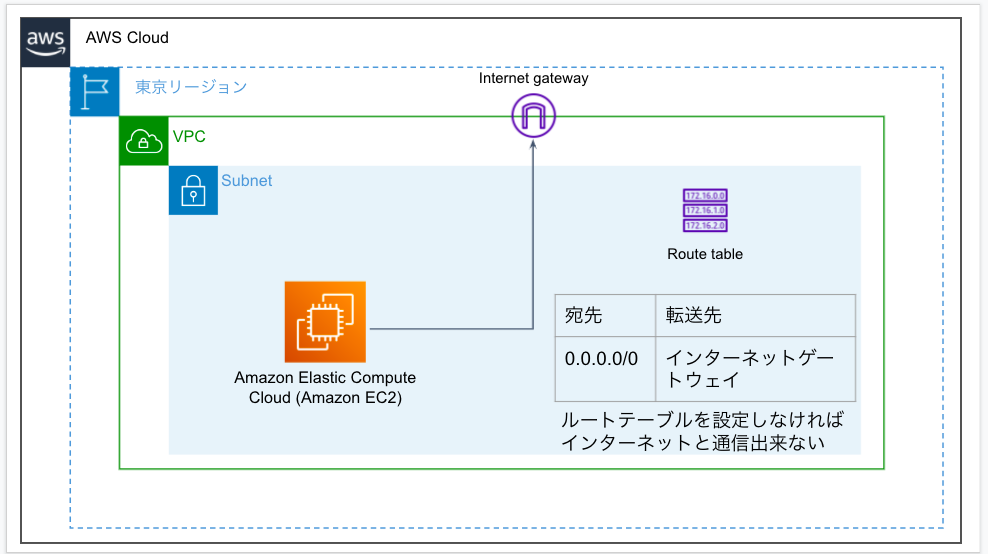 aws
AWS Cloud
東京リージョン
Internet gateway
VPC
Subnet
172.16.0.0
172.16.1.0
172.16.2.0
Route table
宛先
転送先
0.0.0.0/0
インターネットゲー
トウェイ
Amazon Elastic Compute
Cloud (Amazon EC2)
ルートテーブルを設定しなければ
インターネットと通信出来ない